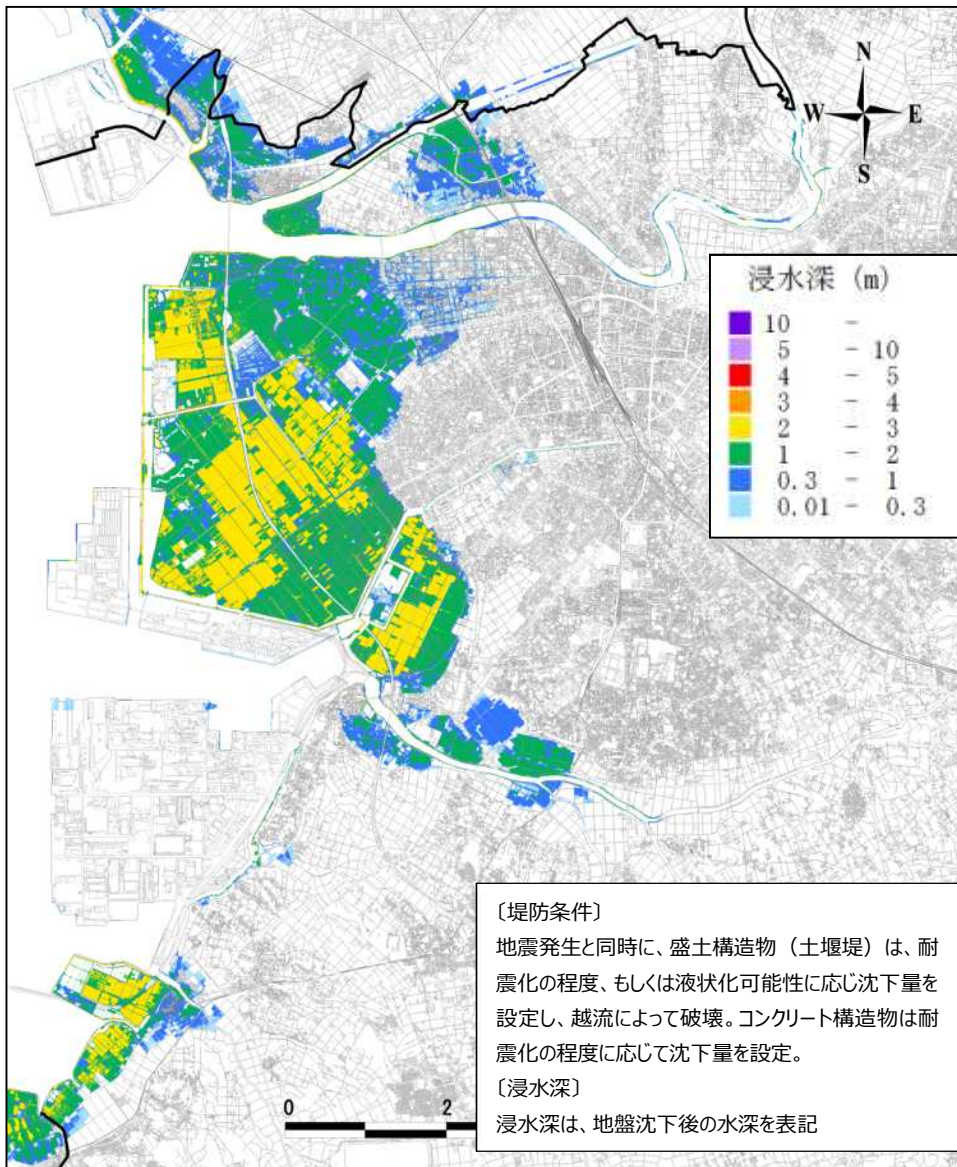 N
W E
S
浸水深 (m)
10 -
5 - 10
4 - 5
3 - 4
2 - 3
1 - 2
0.3 - 1
0.01 - 0.3
〔堤防条件〕
地震発生と同時に、盛土構造物（土堰堤）は、耐
震化の程度、もしくは液状化可能性に応じ沈下量を
設定し、越流によって破壊。コンクリート構造物は耐
震化の程度に応じて沈下量を設定。
〔浸水深〕
浸水深は、地盤沈下後の水深を表記
0 2